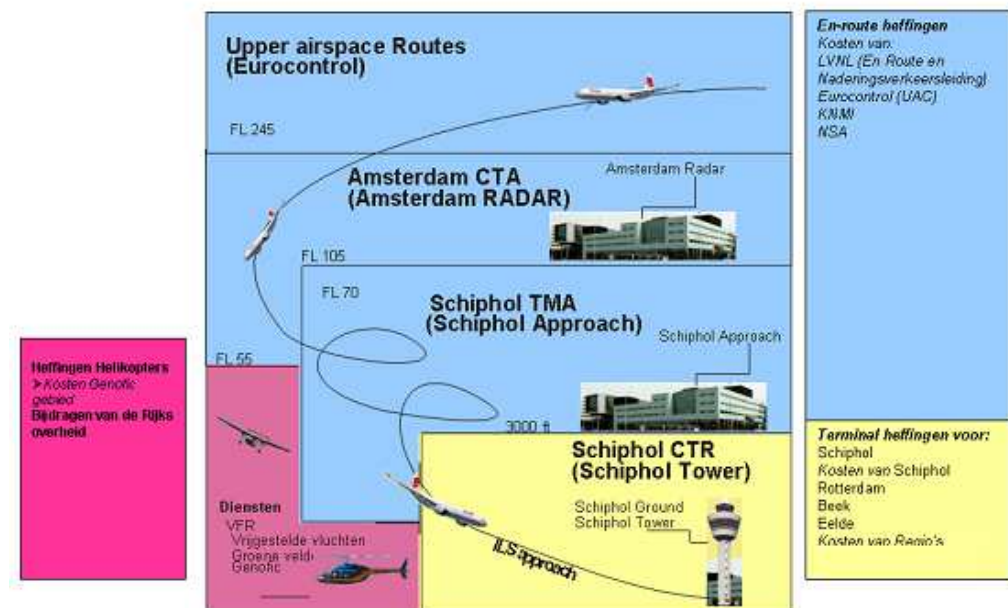 Upper airspace Routes
(Eurocontrol)
FL 245
Amsterdam CTA
(Amsterdam RADAR)
Amsterdam Radar
FL 105
FL 70
Schiphol TMA
(Schiphol Approach)
Schiphol Approach
FL 55
3000 ft
Schiphol CTR
(Schiphol Tower)
Schiphol Ground
Schiphol Tower
ILS approach
Diensten
VFR
Vrijgestelde vluchten
Groene veld
Genofic
Heffingen Helikopters
➢ Kosten Genofic
gebied
Bijdragen van de Rijks
overheid
En-route heffingen
Kosten van:
LVNL (En Route en
Naderingsverkeersleiding)
Eurocontrol (UAC)
KNMI
NSA
Terminal heffingen voor:
Schiphol
Kosten van Schiphol
Rotterdam
Beek
Eelde
Kosten van Regio's